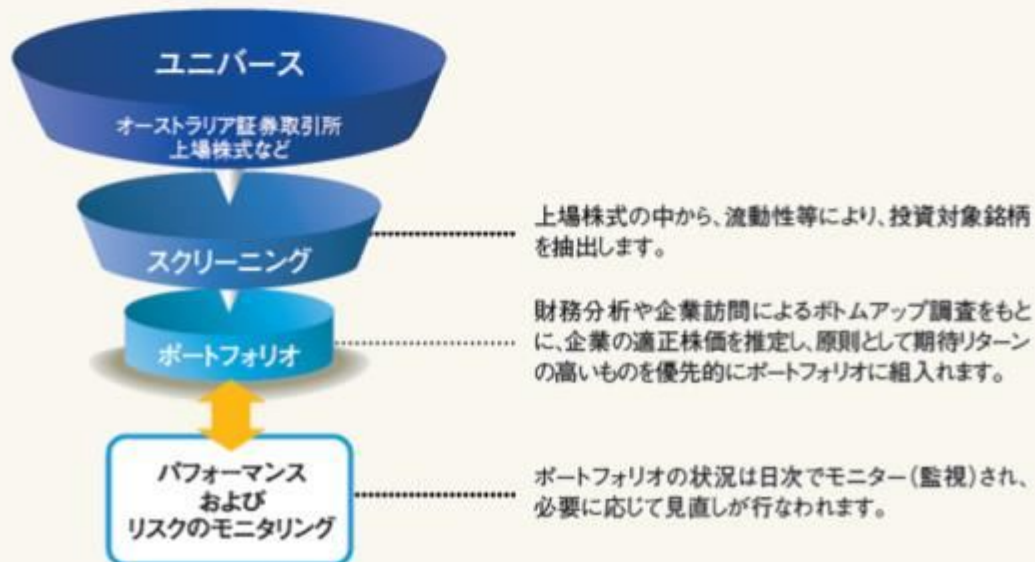 ユニバース
オーストラリア証券取引所
上場株式など
スクリーニング
上場株式の中から、流動性等により、投資対象銘柄
を抽出します。
ポートフォリオ
財務分析や企業訪問によるボトムアップ調査をもと
に、企業の適正株価を推定し、原則として期待リターン
の高いものを優先的にポートフォリオに組入れます。
パフォーマンス
および
リスクのモニタリング
ポートフォリオの状況は日次でモニター(監視)され、
必要に応じて見直しが行なわれます。